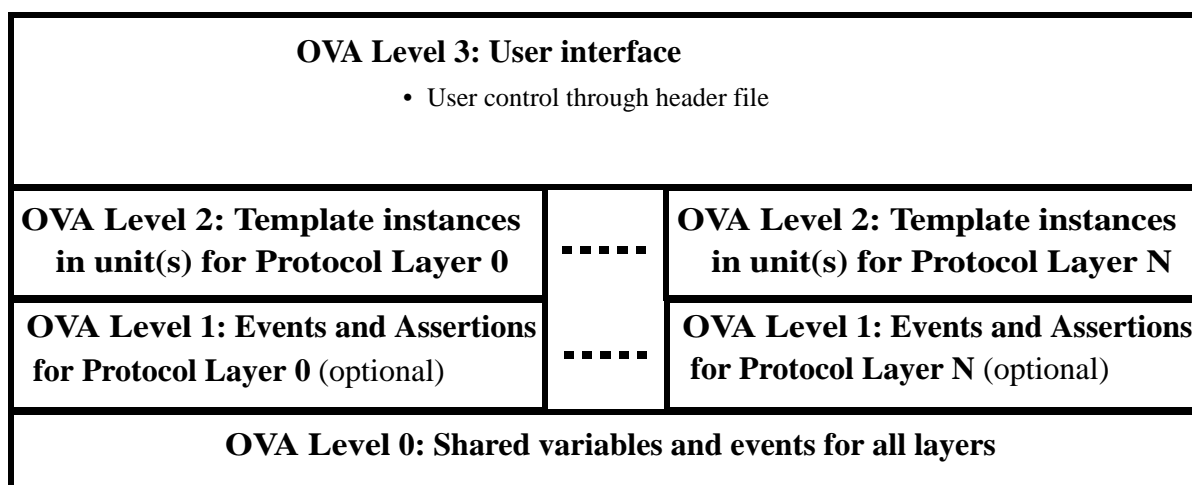 OVA Level 3: User interface
• User control through header file
OVA Level 2: Template instances
in unit(s) for Protocol Layer 0
OVA Level 2: Template instances
in unit(s) for Protocol Layer N
OVA Level 1: Events and Assertions
for Protocol Layer 0 (optional)
OVA Level 1: Events and Assertions
for Protocol Layer N (optional)
OVA Level 0: Shared variables and events for all layers